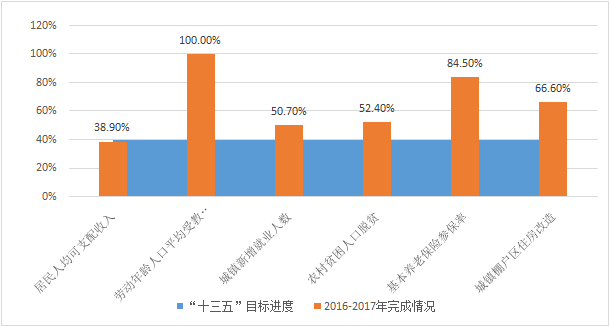 120%
100%
80%
60%
40%
20%
0%
38.90%
100.00%
50.70%
52.40%
84.50%
66.60%
居民人均可支配收入
劳动年龄人口平均受教..
城镇新增就业人数
农村贫困人口脱贫
基本养老保险参保率
城镇棚户区住房改造
“十三五”目标进度
2016-2017年完成情况